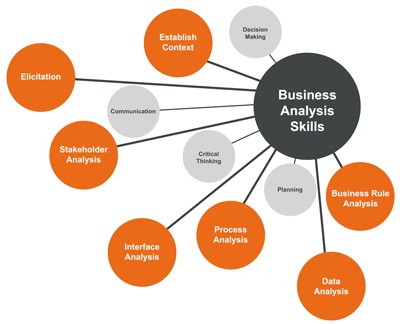 Decision
Making
Establish
Context
Elicitation
Business
Analysis
Skills
Communication
Stakeholder
Analysis
Critical
Thinking
Planning
Business Rule
Analysis
Process
Analysis
Interface
Analysis
Data
Analysis